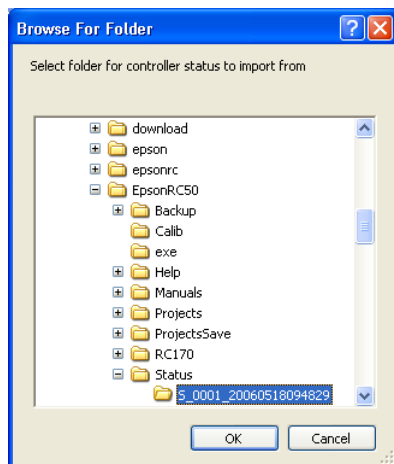 Browse For Folder
Select folder for controller status to import from
download
epson
epsonrc
EpsonRC50
Backup
Calib
exe
Help
Manuals
Projects
ProjectsSave
RC170
Status
S_0001_20060518094829
OK
Cancel